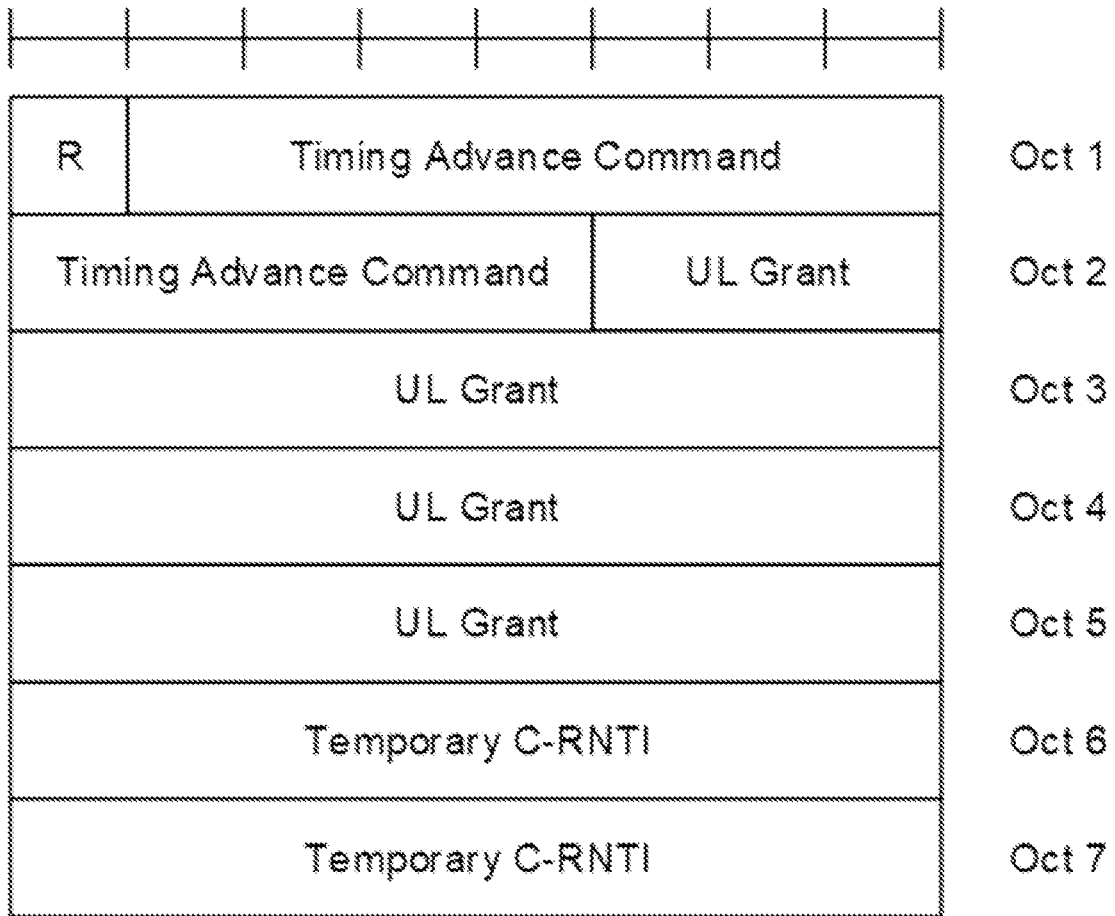 R Timing Advance Command Oct 1
Timing Advance Command UL Grant Oct 2
UL Grant Oct 3
UL Grant Oct 4
UL Grant Oct 5
Temporary C-RNTI Oct 6
Temporary C-RNTI Oct 7